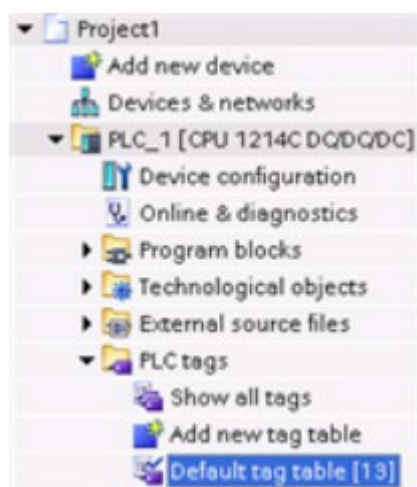 Project1
Add new device
Devices & networks
PLC_1 [CPU 1214C DC/DC/DC]
Device configuration
Online & diagnostics
Program blocks
Technological objects
External source files
PLC tags
Show all tags
Add new tag table
Default tag table [13]